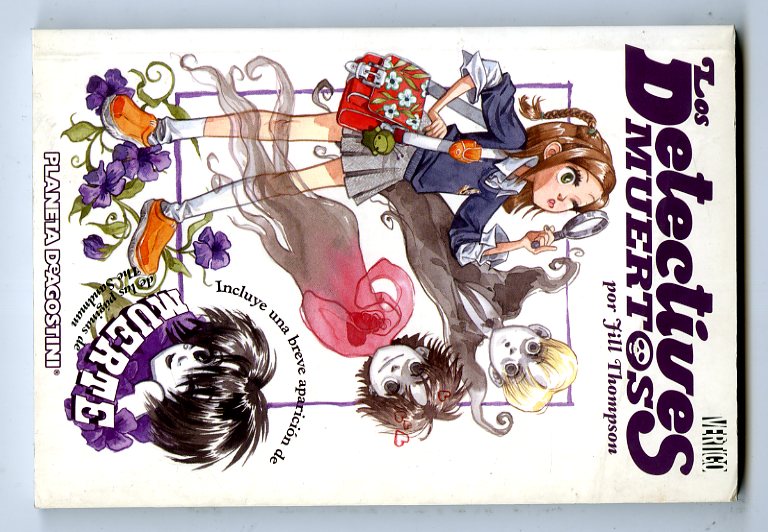 VERTIGO
Los
Detectives
MUERTOS
por Jill Thompson
Incluye una breve aparición de
MUERTE
de las páginas de
The Sandman
PLANETA DeAGOSTINI®